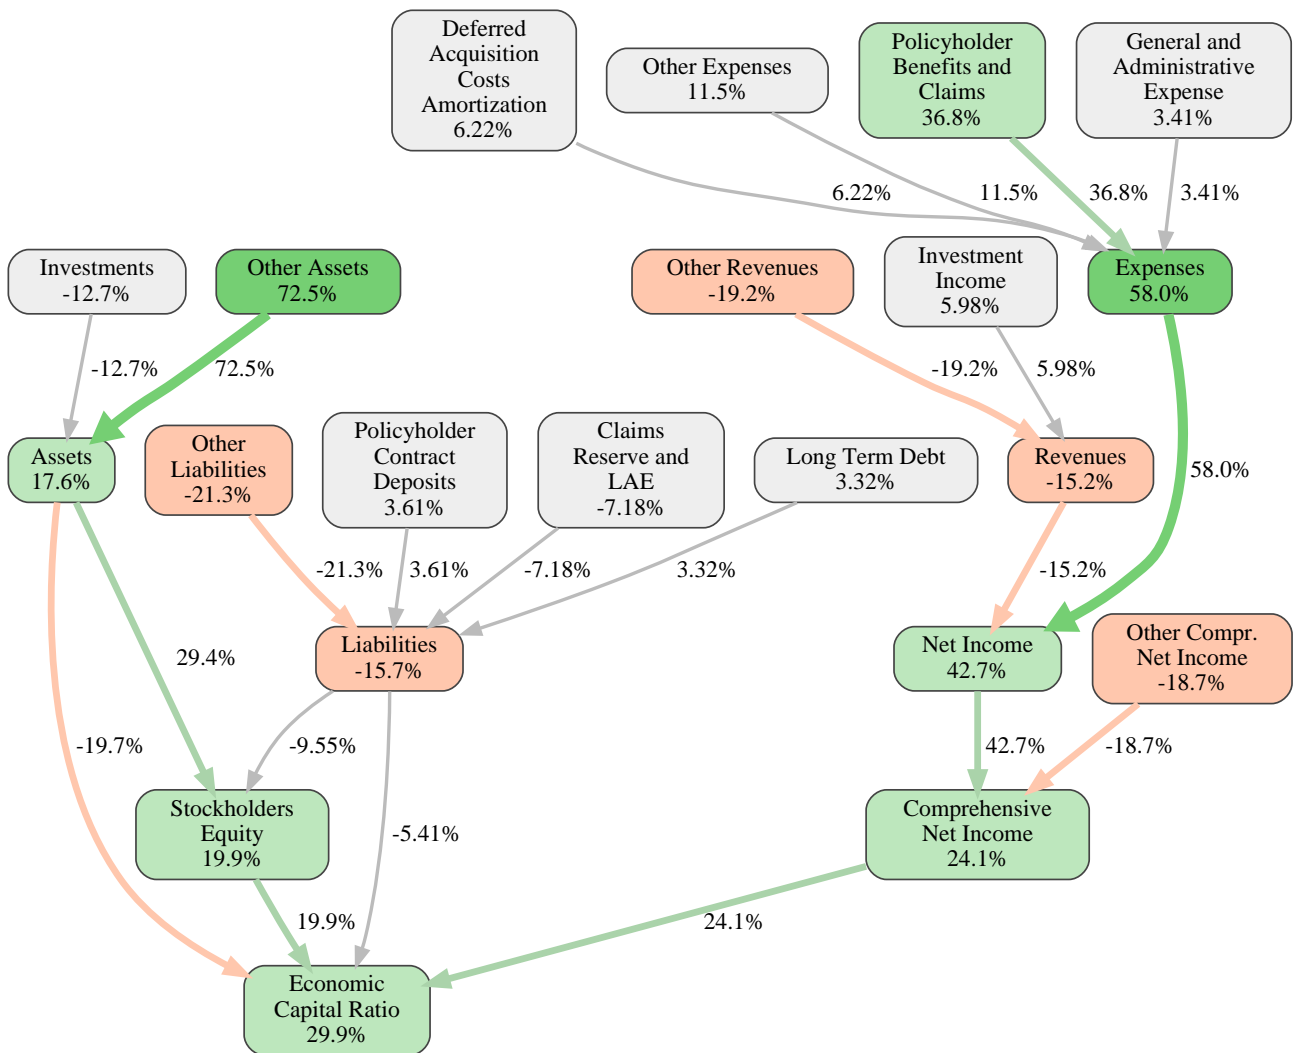 Deferred
Acquisition
Costs
Amortization
6.22%
Other Expenses
11.5%
Policyholder
Benefits and
Claims
36.8%
General and
Administrative
Expense
3.41%
6.22%
11.5%
36.8%
3.41%
Investments
-12.7%
Other Assets
72.5%
Other Revenues
-19.2%
Investment
Income
5.98%
Expenses
58.0%
-12.7%
72.5%
-19.2%
5.98%
58.0%
Assets
17.6%
Other
Liabilities
-21.3%
Policyholder
Contract
Deposits
3.61%
Claims
Reserve and
LAE
-7.18%
Long Term Debt
3.32%
Revenues
-15.2%
-21.3%
3.61%
-7.18%
3.32%
-15.2%
29.4%
Liabilities
-15.7%
Net Income
42.7%
Other Compr.
Net Income
-18.7%
-19.7%
-9.55%
42.7%
-18.7%
Stockholders
Equity
19.9%
-5.41%
Comprehensive
Net Income
24.1%
19.9%
24.1%
Economic
Capital Ratio
29.9%